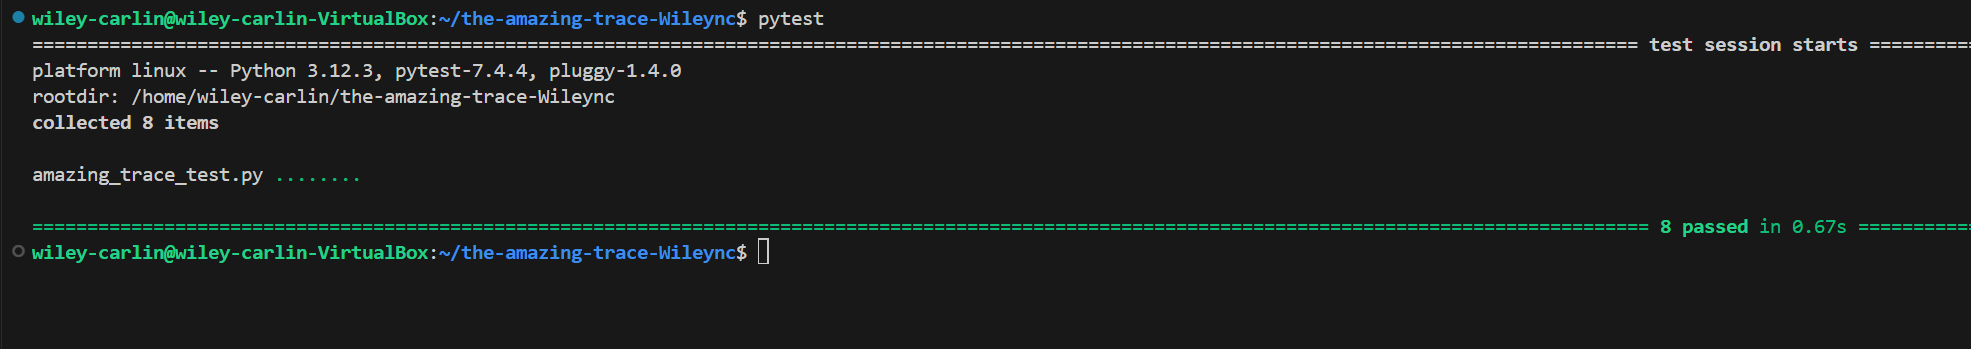 wiley-carlin@wiley-carlin-VirtualBox:~/the-amazing-trace-Wileync$ pytest
=================================================================================================================================================== test session starts ==========
platform linux -- Python 3.12.3, pytest-7.4.4, pluggy-1.4.0
rootdir: /home/wiley-carlin/the-amazing-trace-Wileync
collected 8 items
amazing_trace_test.py ........
==================================================================================================================================================== 8 passed in 0.67s ===========
wiley-carlin@wiley-carlin-VirtualBox:~/the-amazing-trace-Wileync$